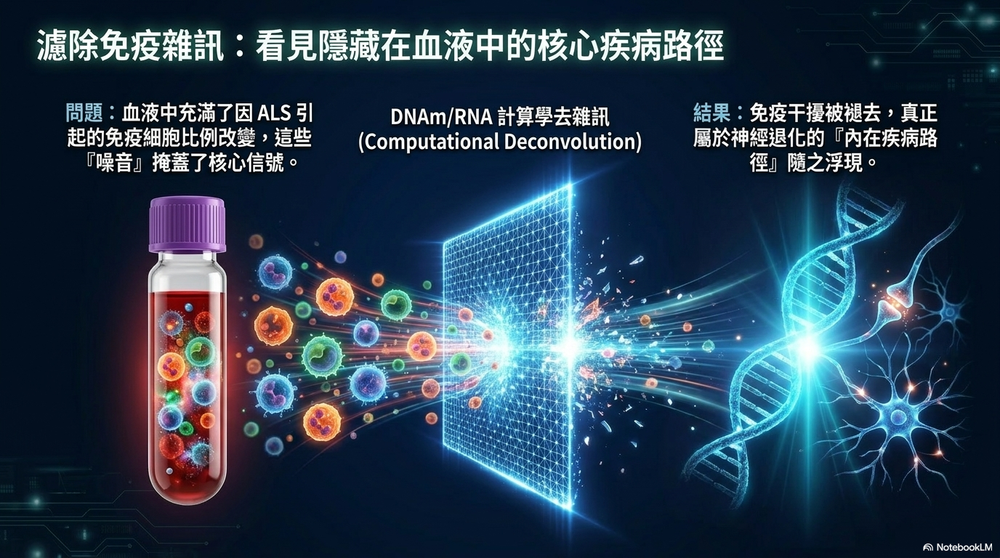 濾除免疫雜訊：看見隱藏在血液中的核心疾病路徑
問題：血液中充滿了因 ALS 引
起的免疫細胞比例改變，這些
『噪音』掩蓋了核心信號。
DNAm/RNA 計算學去雜訊
(Computational Deconvolution)
結果：免疫干擾被褪去，真正
屬於神經退化的『內在疾病路
徑』隨之浮現。
NotebookLM